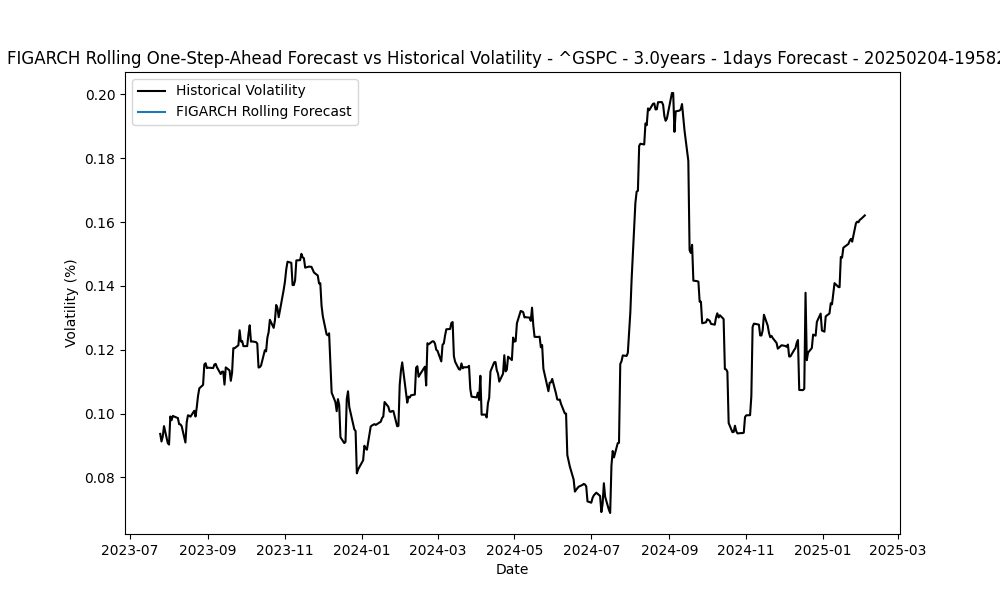 FIGARCH Rolling One-Step-Ahead Forecast vs Historical Volatility - ^GSPC - 3.0years - 1days Forecast - 20250204-19582
Historical Volatility
FIGARCH Rolling Forecast
Volatility (%)
0.20
0.18
0.16
0.14
0.12
0.10
0.08
2023-07 2023-09 2023-11 2024-01 2024-03 2024-05 2024-07 2024-09 2024-11 2025-01 2025-03
Date